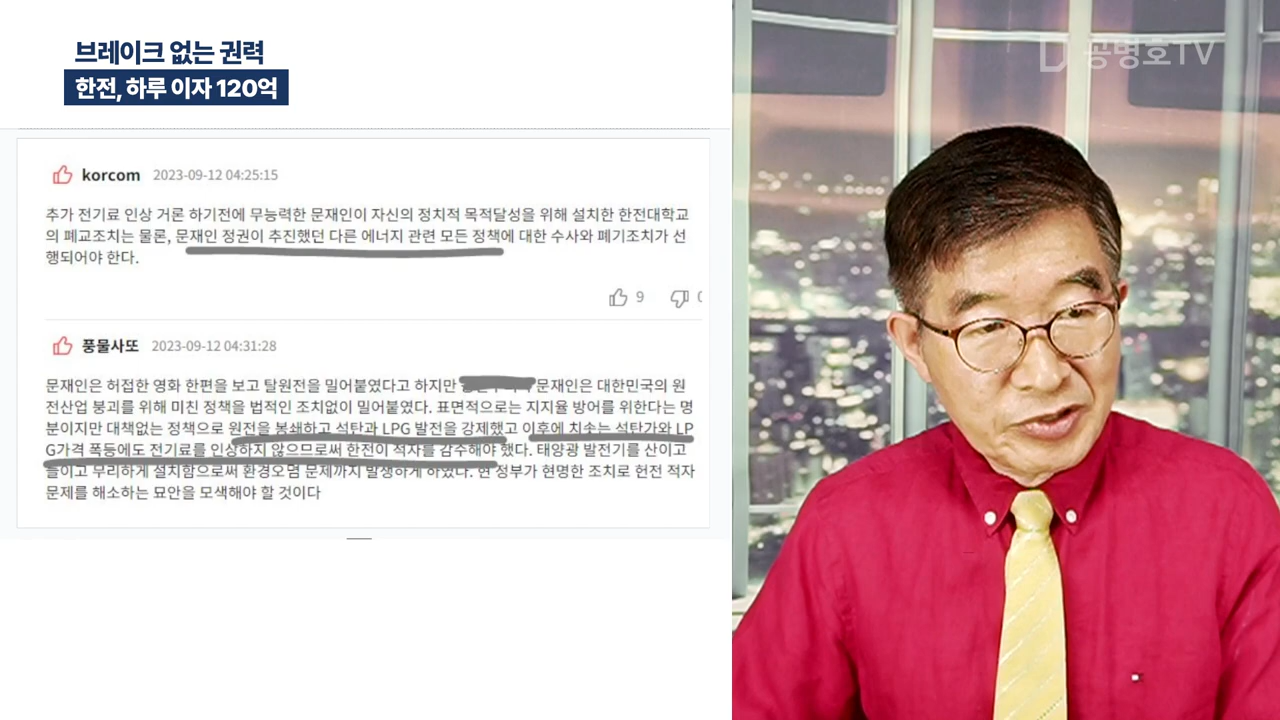 브레이크 없는 권력
한전, 하루 이자 120억
공병호TV
korcom 2023-09-12 04:25:15
추가 전기료 인상 거론 하기전에 무능력한 문재인이 자신의 정치적 목적달성을 위해 설치한 한전대학교
의 폐교조치는 물론, 문재인 정권이 추진했던 다른 에너지 관련 모든 정책에 대한 수사와 폐기조치가 선
행되어야 한다.
9 0
풍물사또 2023-09-12 04:31:28
문재인은 허접한 영화 한편을 보고 탈원전을 밀어붙였다고 하지만 문재인은 대한민국의 원
전산업 붕괴를 위해 미친 정책을 법적인 조치없이 밀어붙였다. 표면적으로는 지지율 방어를 위한다는 명
분이지만 대책없는 정책으로 원전을 봉쇄하고 석탄과 LPG 발전을 강제했고 이후에 치솟는 석탄가와 LP
G가격 폭등에도 전기료를 인상하지 않으므로써 한전이 적자를 감수해야 했다. 태양광 발전기를 산이고
들이고 무리하게 설치함으로써 환경오염 문제까지 발생하게 하였다. 현 정부가 현명한 조치로 헌전 적자
문제를 해소하는 묘안을 모색해야 할 것이다